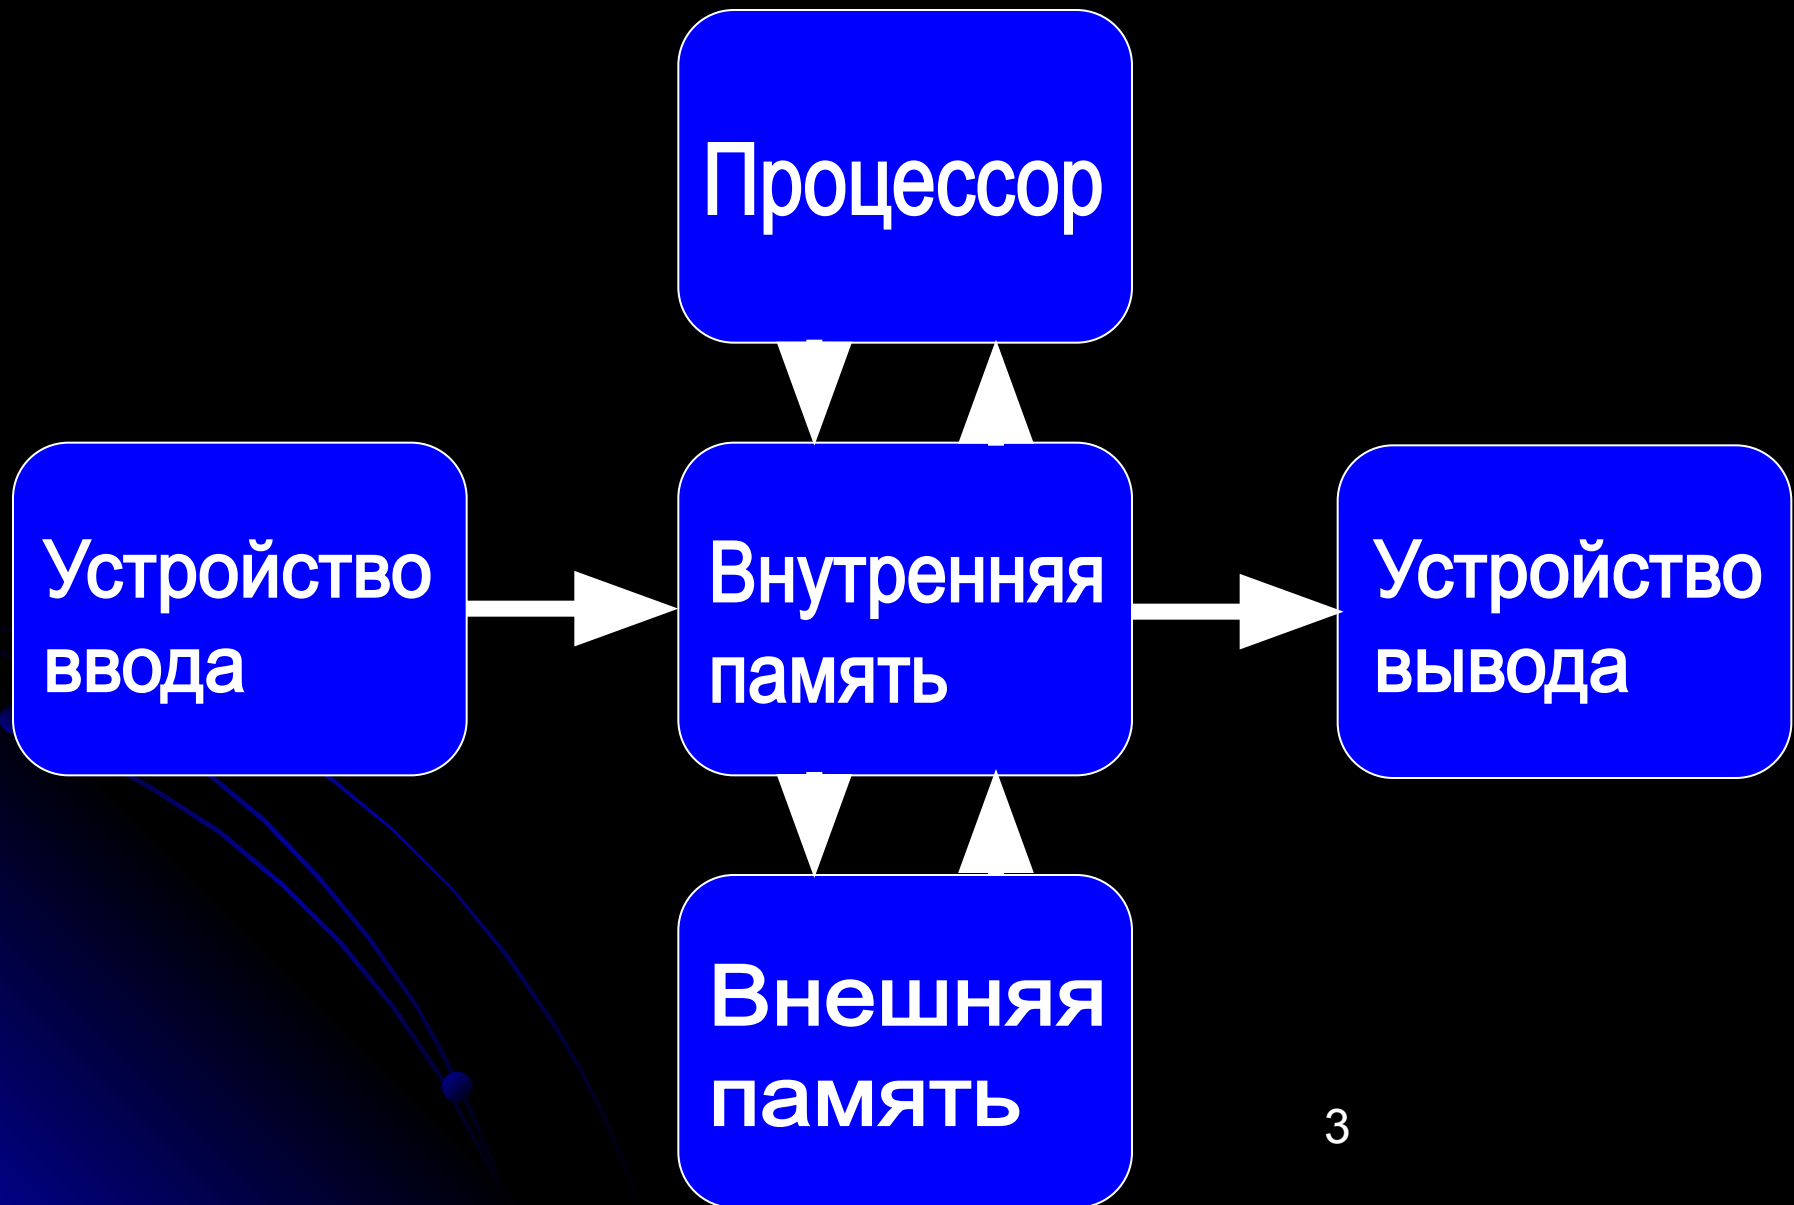 Процессор
Устройство
ввода
Внутренняя
память
Устройство
вывода
Внешняя
память
3